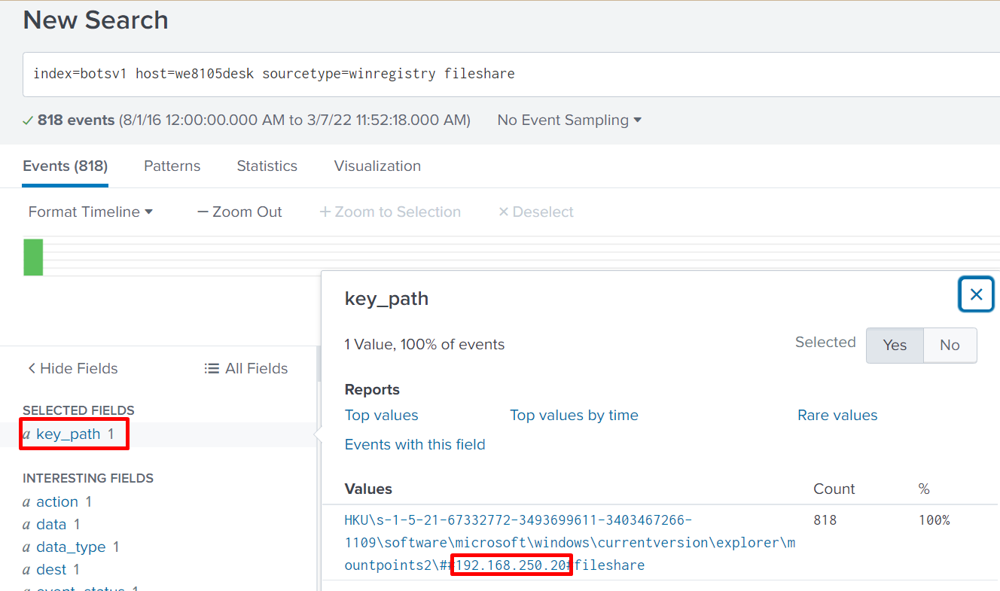 New Search
index=botsv1 host=we8105desk sourcetype=winregistry fileshare
✓ 818 events (8/1/16 12:00:00.000 AM to 3/7/22 11:52:18.000 AM) No Event Sampling ▾
Events (818) Patterns Statistics Visualization
Format Timeline ▾ — Zoom Out + Zoom to Selection × Deselect
key_path
1 Value, 100% of events
Selected Yes No
Reports
Top values Top values by time Rare values
Events with this field
Values Count %
HKU\s-1-5-21-67332772-3493699611-3403467266- 818 100%
1109\software\microsoft\windows\currentversion\explorer\m
ountpoints2\##192.168.250.20#fileshare
< Hide Fields All Fields
SELECTED FIELDS
a key_path 1
INTERESTING FIELDS
a action 1
a data 1
a data_type 1
a dest 1
a event_status 1